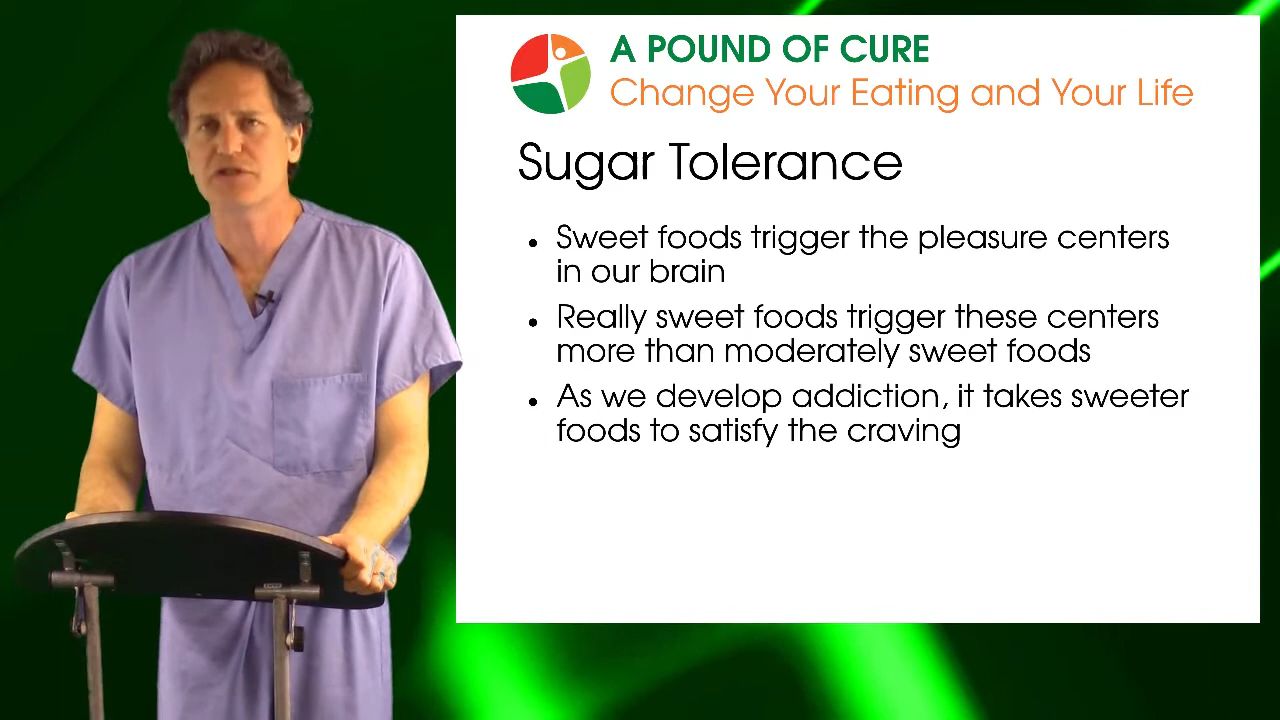 A POUND OF CURE
Change Your Eating and Your Life
Sugar Tolerance
• Sweet foods trigger the pleasure centers
in our brain
• Really sweet foods trigger these centers
more than moderately sweet foods
• As we develop addiction, it takes sweeter
foods to satisfy the craving